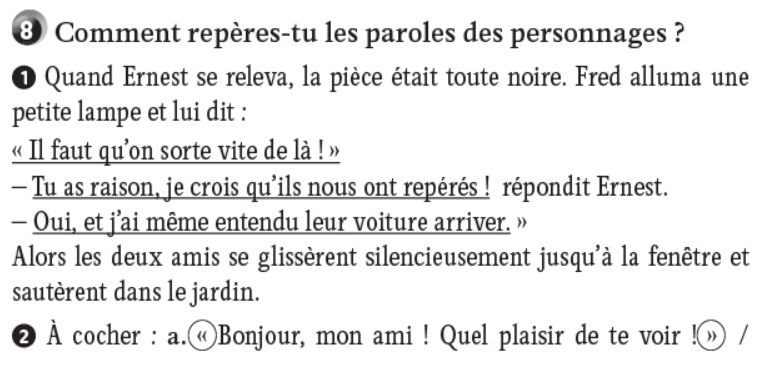 8 Comment repères-tu les paroles des personnages ?
1 Quand Ernest se releva, la pièce était toute noire. Fred alluma une
petite lampe et lui dit :
« Il faut qu'on sorte vite de là ! »
– Tu as raison, je crois qu'ils nous ont repérés ! répondit Ernest.
– Oui, et j'ai même entendu leur voiture arriver. »
Alors les deux amis se glissèrent silencieusement jusqu'à la fenêtre et
sautèrent dans le jardin.
2 À cocher : a. « Bonjour, mon ami ! Quel plaisir de te voir ! » /